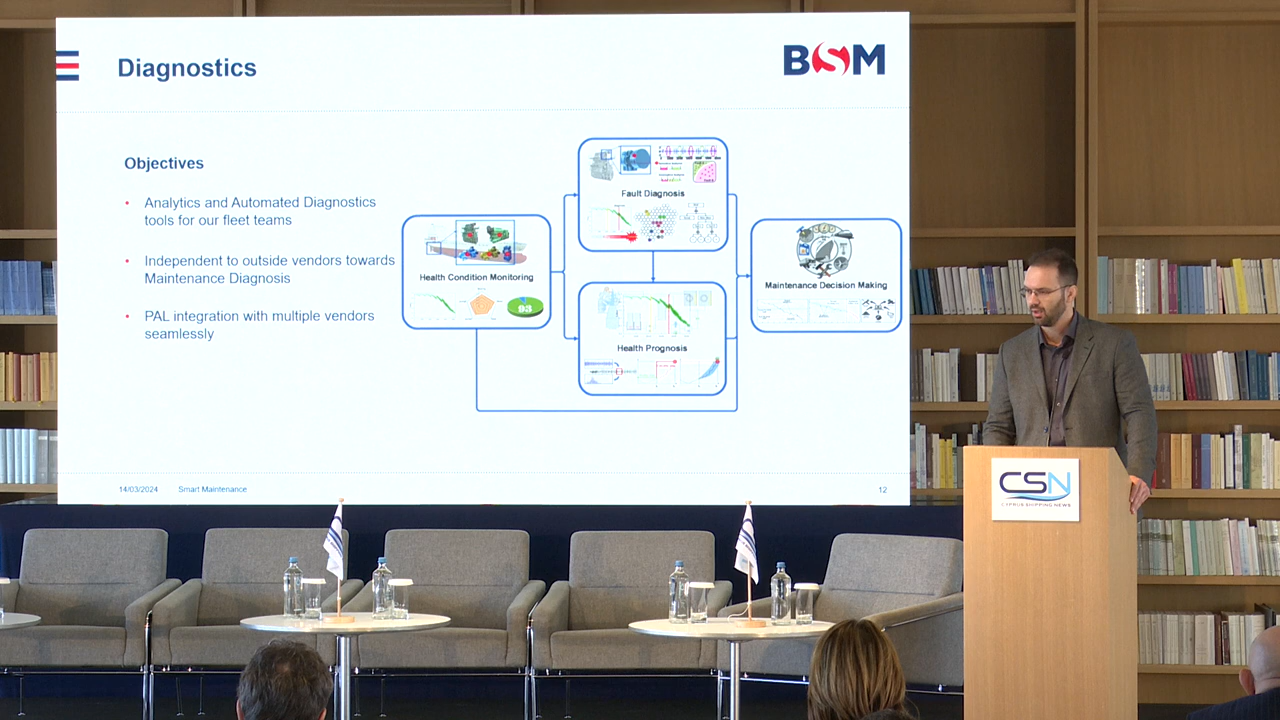 Diagnostics
BSM
Objectives
• Analytics and Automated Diagnostics
tools for our fleet teams
• Independent to outside vendors towards
Maintenance Diagnosis
• PAL integration with multiple vendors
seamlessly
Fault Diagnosis
Health Condition Monitoring
93
Maintenance Decision Making
Health Prognosis
14/03/2024 Smart Maintenance
12
CSN
CYPRUS SHIPPING NEWS